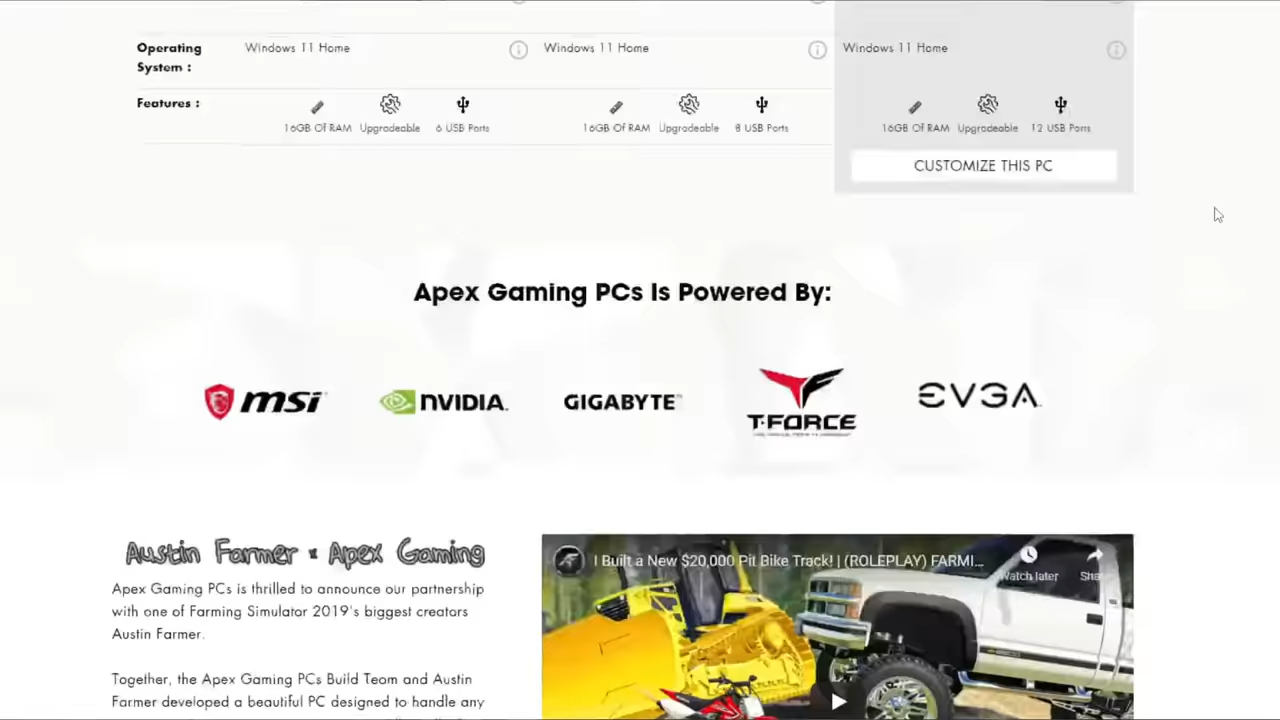 Operating System :
Windows 11 Home
Windows 11 Home
Windows 11 Home
Features :
16GB Of RAM
Upgradeable
6 USB Ports
16GB Of RAM
Upgradeable
8 USB Ports
16GB Of RAM
Upgradeable
12 USB Ports
CUSTOMIZE THIS PC
Apex Gaming PCs Is Powered By:
msi
NVIDIA.
GIGABYTE™
T-FORCE
EVGA
Austin Farmer x Apex Gaming
Apex Gaming PCs is thrilled to announce our partnership
with one of Farming Simulator 2019's biggest creators
Austin Farmer.
Together, the Apex Gaming PCs Build Team and Austin
Farmer developed a beautiful PC designed to handle any
I Built a New $20,000 Pit Bike Track! | (ROLEPLAY) FARMI...
Watch later